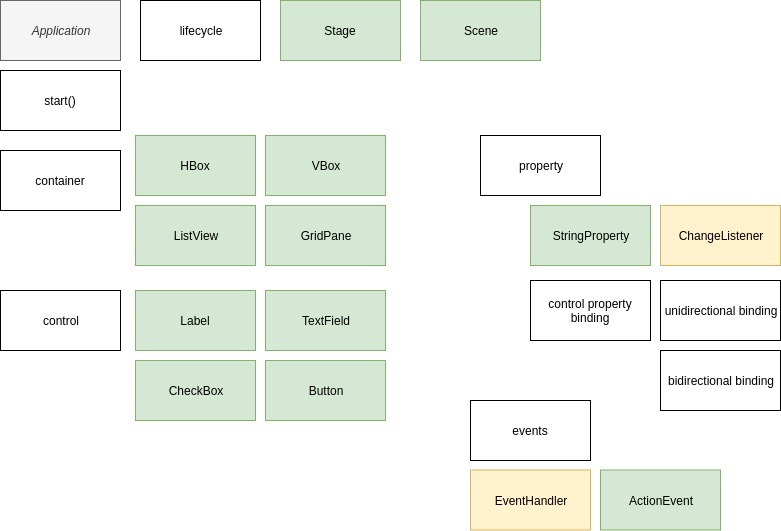 Application
lifecycle
Stage
Scene
start()
container
HBox
VBox
property
ListView
GridPane
StringProperty
ChangeListener
control
Label
TextField
control property
binding
unidirectional binding
CheckBox
Button
bidirectional binding
events
EventHandler
ActionEvent